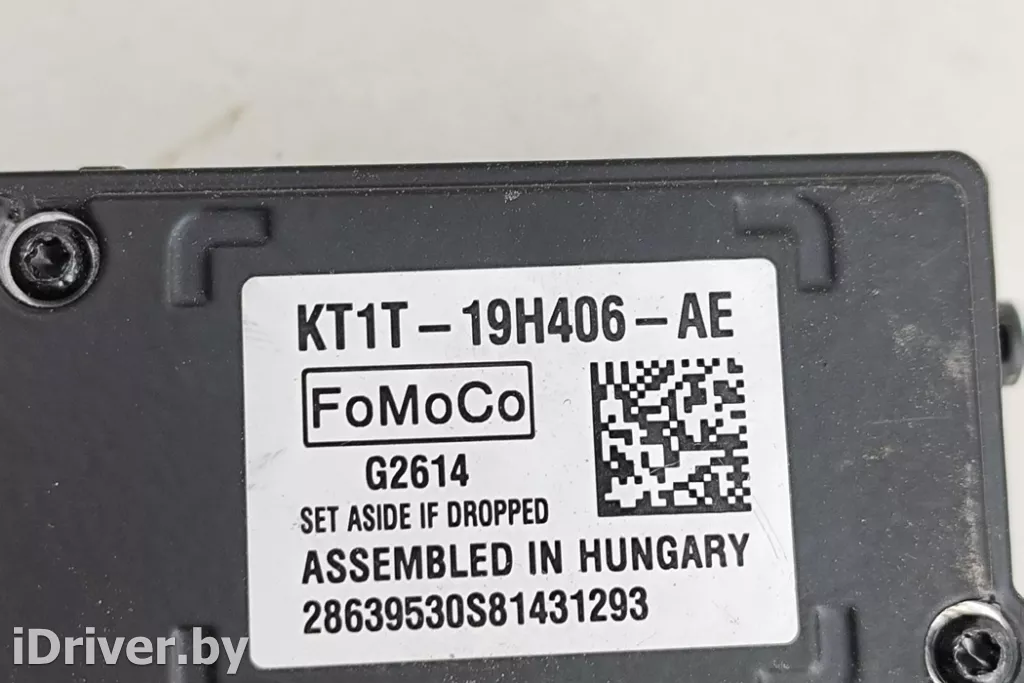 KT1T-19H406-AE
FoMoCo
G2614
SET ASIDE IF DROPPED
ASSEMBLED IN HUNGARY
28639530S81431293
iDriver.by